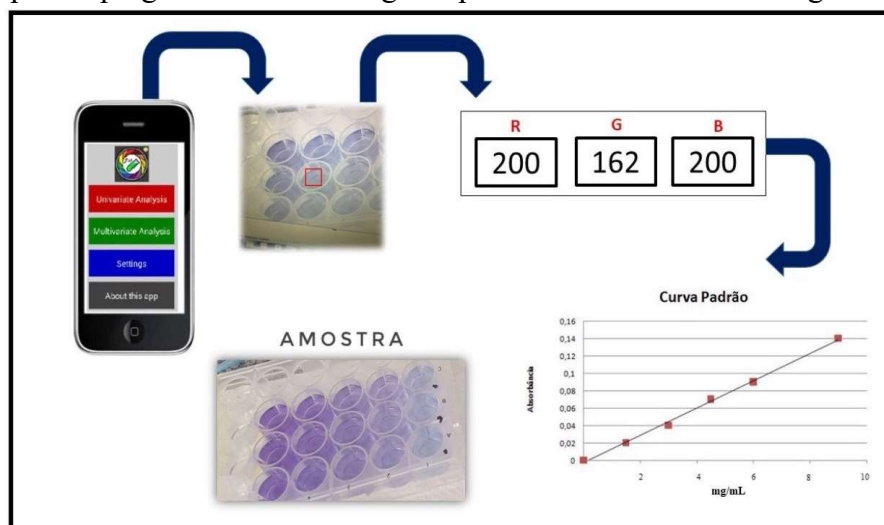 R G B
200 162 200
Univariate Analysis
Multivariate Analysis
Settings
About this app
Curva Padrão
AMOSTRA
0,16
0,14
0,12
0,1
0,08
0,06
0,04
0,02
0
Absorbância
2 4 6 8 10
mg/mL